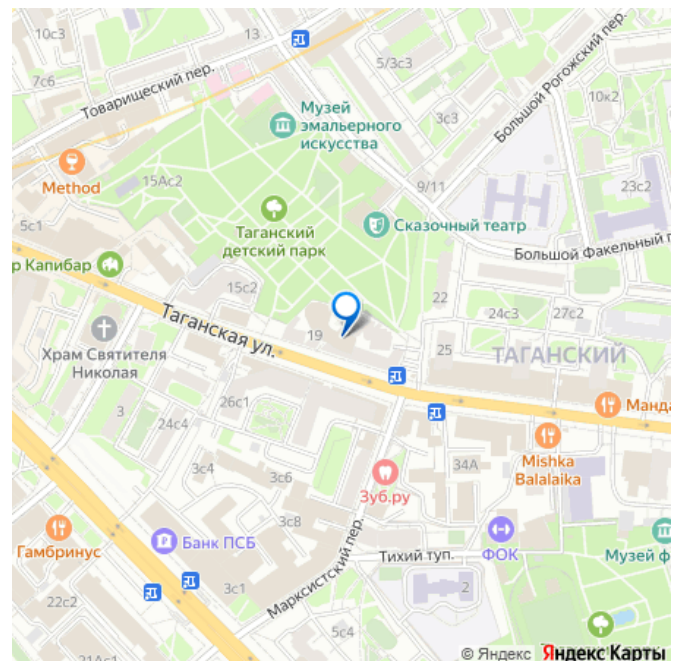 10с3
13
5/3с3
7с6
Товарищеский пер.
Большой Рогожский пер.
10к2
Музей
эмальерного
искусства
3с3
Method
15Ас2
9/11
23с2
5с1
Таганский
детский парк
Сказочный театр
Большой Факельный п
р Капибар
15с2
22
24с3
27с2
Таганская ул.
19
Храм Святителя
Николая
25
ТАГАНСКИЙ
26с1
Манда
3
24с4
34А
Mishka
Balalaika
3с4
3с6
Зуб.ру
3с8
Гамбринус
Банк ПСБ
ФОК
Музей ф
Марксистский пер.
Тихий туп.
3с1
2
22с2
5с4
21Ас1
© Яндекс Яндекс Карты